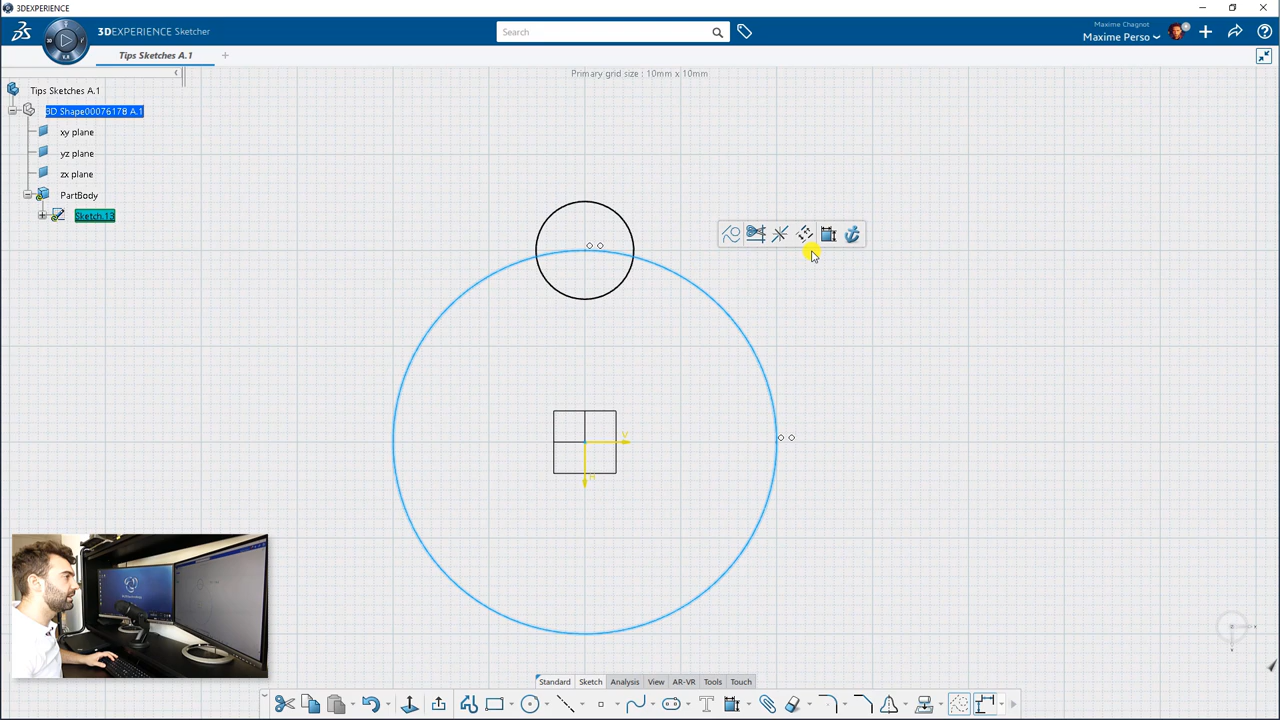 3DEXPERIENCE
3DEXPERIENCE Sketcher
Search
Maxime Chagnot
Maxime Perso
Tips Sketches A.1
+
Primary grid size : 10mm x 10mm
Tips Sketches A.1
3D Shape00076178 A.1
xy plane
yz plane
zx plane
PartBody
Sketch.13
V
H
Standard
Sketch
Analysis
View
AR-VR
Tools
Touch